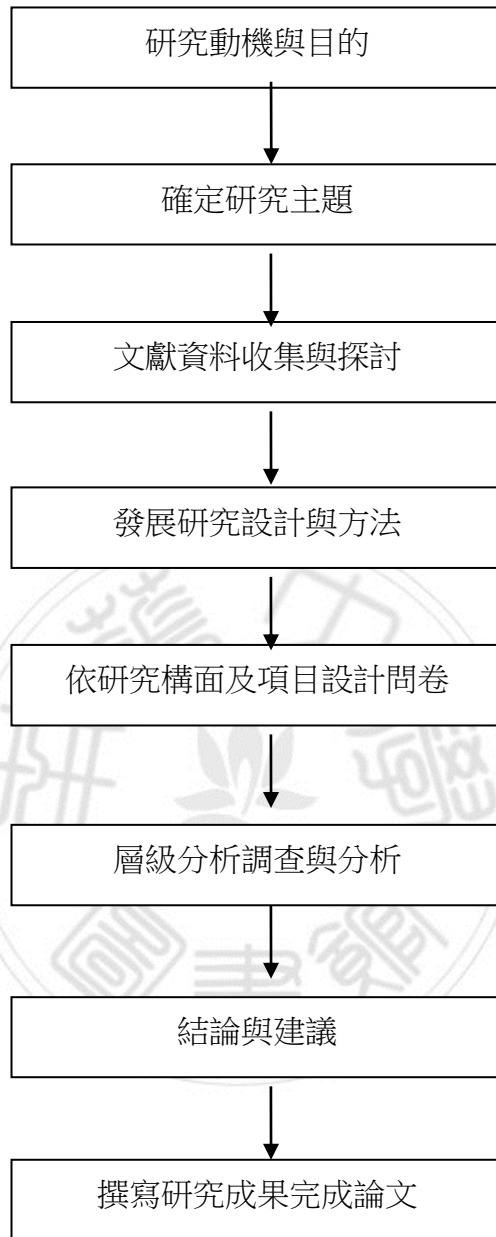 研究動機與目的
確定研究主題
文獻資料收集與探討
發展研究設計與方法
依研究構面及項目設計問卷
層級分析調查與分析
結論與建議
撰寫研究成果完成論文